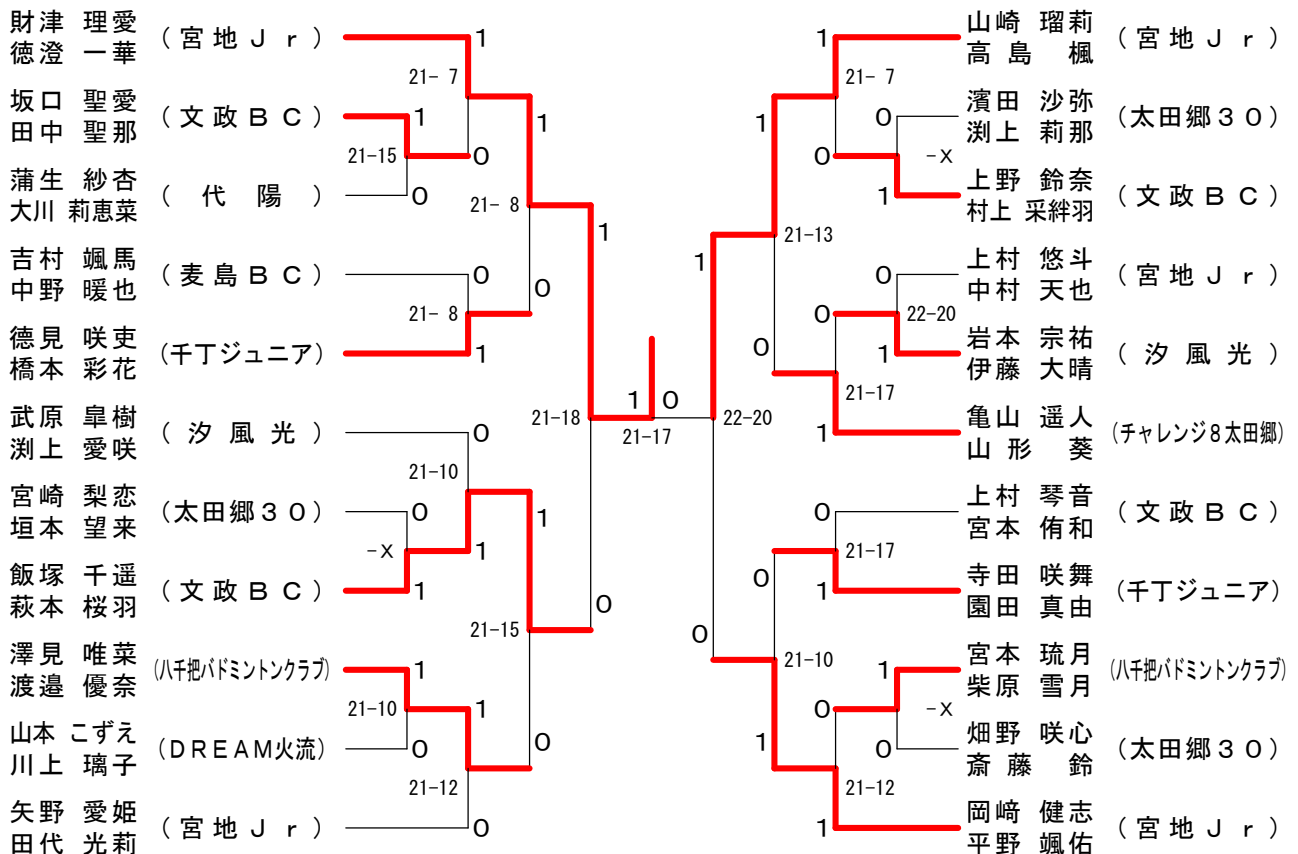 財津 理愛
徳澄 一華
(宮地Ｊｒ)
1
21- 7
坂口 聖愛
田中 聖那
(文政ＢＣ)
1
21-15
0
蒲生 紗杏
大川 莉恵菜
(代陽)
0
1
21- 8
吉村 颯馬
中野 暖也
(麦島ＢＣ)
0
21- 8
0
德見 咲吏
橋本 彩花
(千丁ジュニア)
1
1
21-18
武原 皐樹
渕上 愛咲
(汐風光)
0
21-10
宮崎 梨恋
垣本 望来
(太田郷３０)
0
-X
1
飯塚 千遥
萩本 桜羽
(文政ＢＣ)
1
1
21-15
0
澤見 唯菜
渡邉 優奈
(八千把バドミントンクラブ)
1
21-10
1
山本 こずえ
川上 璃子
(ＤＲＥＡＭ火流)
0
0
21-12
矢野 愛姫
田代 光莉
(宮地Ｊｒ)
0
1
0
21-17
山崎 瑠莉
高島 楓
(宮地Ｊｒ)
1
21- 7
濱田 沙弥
渕上 莉那
(太田郷３０)
0
-X
0
上野 鈴奈
村上 采絆羽
(文政ＢＣ)
1
1
21-13
上村 悠斗
中村 天也
(宮地Ｊｒ)
0
22-20
0
岩本 宗祐
伊藤 大晴
(汐風光)
1
0
21-17
亀山 遥人
山形 葵
(チャレンジ８太田郷)
1
1
22-20
上村 琴音
宮本 侑和
(文政ＢＣ)
0
21-17
寺田 咲舞
園田 真由
(千丁ジュニア)
1
0
0
21-10
宮本 琉月
柴原 雪月
(八千把バドミントンクラブ)
1
-X
0
畑野 咲心
斎藤 鈴
(太田郷３０)
0
1
21-12
岡﨑 健志
平野 颯佑
(宮地Ｊｒ)
1